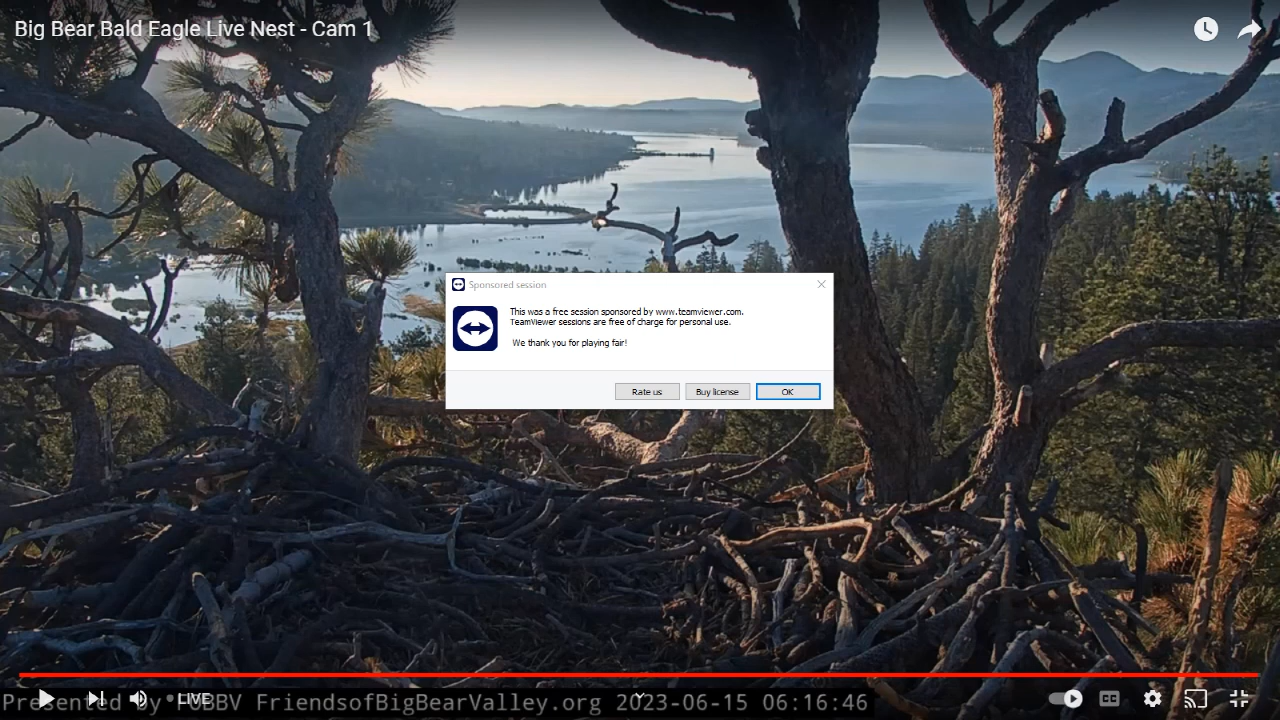 Big Bear Bald Eagle Live Nest - Cam 1
Sponsored session
This was a free session sponsored by www.teamviewer.com.
TeamViewer sessions are free of charge for personal use.
We thank you for playing fair!
Rate us
Buy license
OK
LIVE
CC
Presented by FOBBV FriendsofBigBearValley.org 2023-06-15 06:16:46